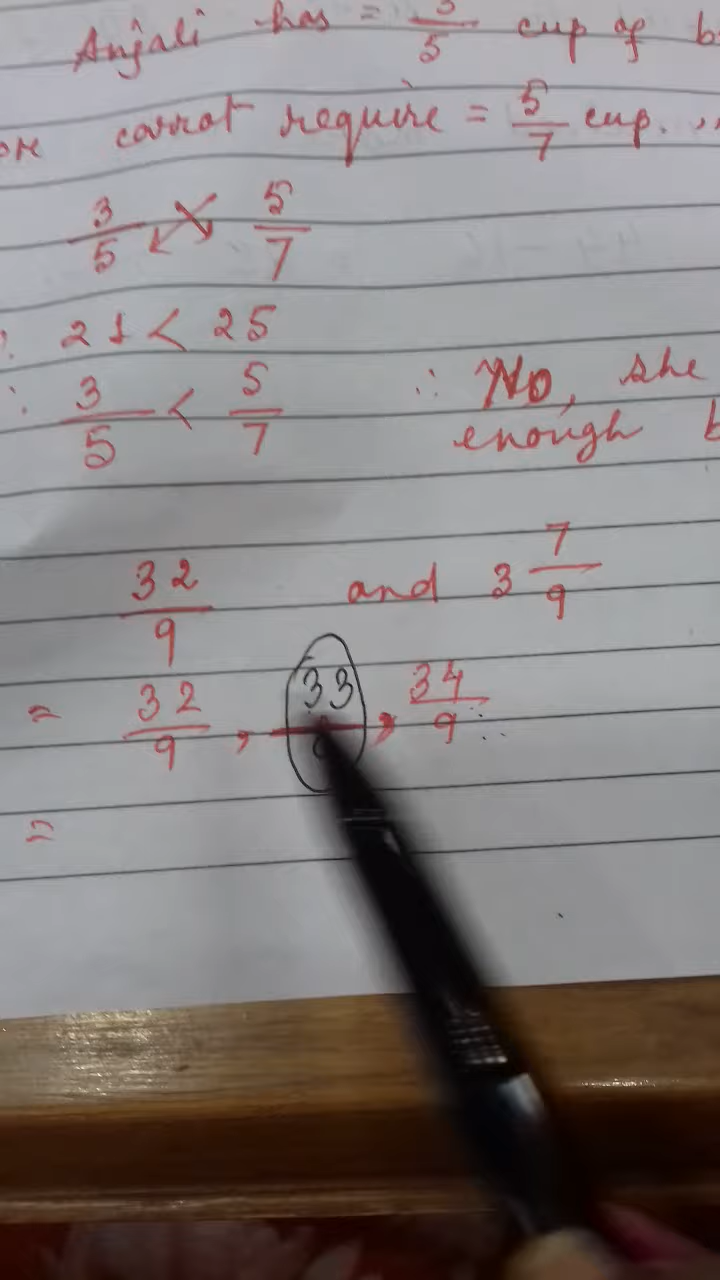 Anjali has = 3/5 cup of
carrot require = 5/7 cup.
3/5 5/7
21 < 25
∴ 3/5 < 5/7 ∴ No, she
enough
32/9 and 3 7/9
= 32/9 , 33/9 , 34/9
=